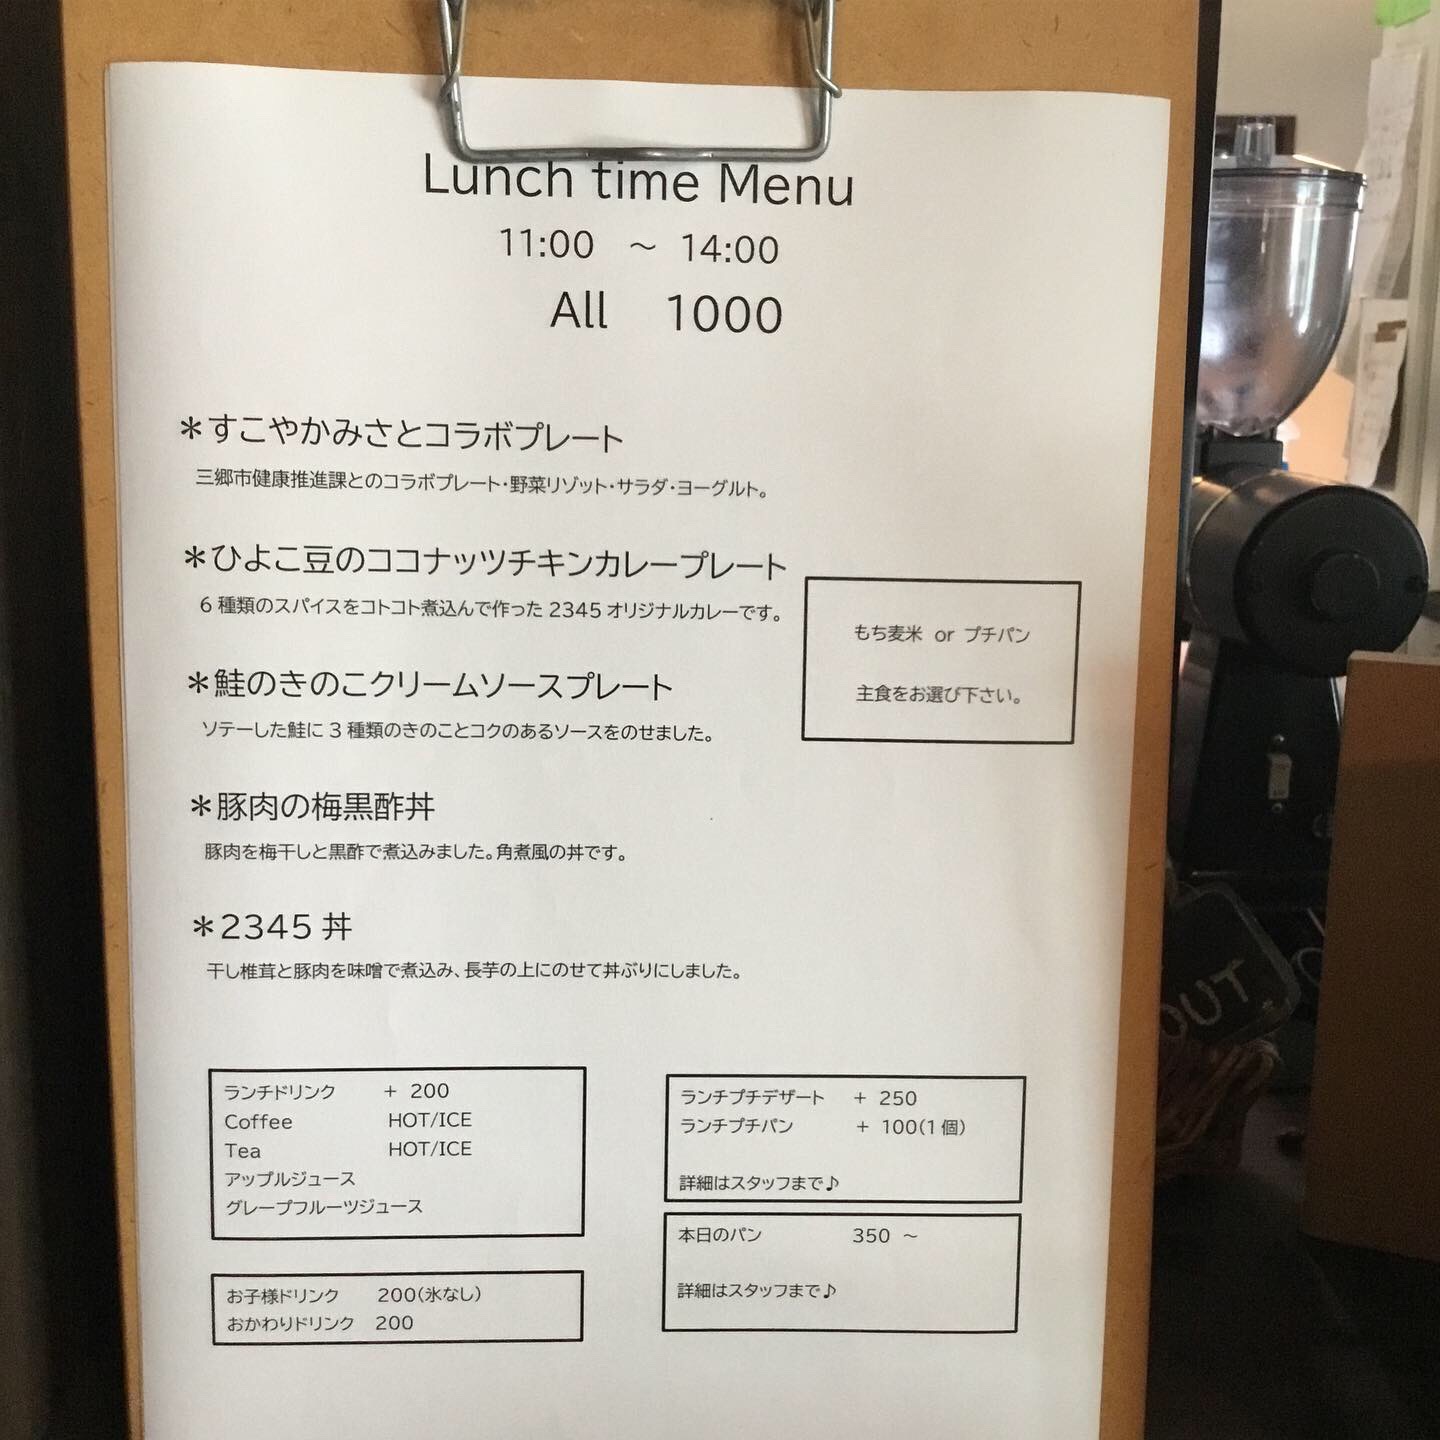 Lunch time Menu
11:00 ～ 14:00
All 1000
＊すこやかみさとコラボプレート
三郷市健康推進課とのコラボプレート・野菜リゾット・サラダ・ヨーグルト。
＊ひよこ豆のココナッツチキンカレープレート
6種類のスパイスをコトコト煮込んで作った2345オリジナルカレーです。
もち麦米 or プチパン
主食をお選び下さい。
＊鮭のきのこクリームソースプレート
ソテーした鮭に3種類のきのことコクのあるソースをのせました。
＊豚肉の梅黒酢丼
豚肉を梅干しと黒酢で煮込みました。角煮風の丼です。
＊2345丼
干し椎茸と豚肉を味噌で煮込み、長芋の上にのせて丼ぶりにしました。
ランチドリンク + 200
Coffee HOT/ICE
Tea HOT/ICE
アップルジュース
グレープフルーツジュース
お子様ドリンク 200(氷なし)
おかわりドリンク 200
ランチプチデザート + 250
ランチプチパン + 100(1個)
詳細はスタッフまで♪
本日のパン 350 ～
詳細はスタッフまで♪
OUT